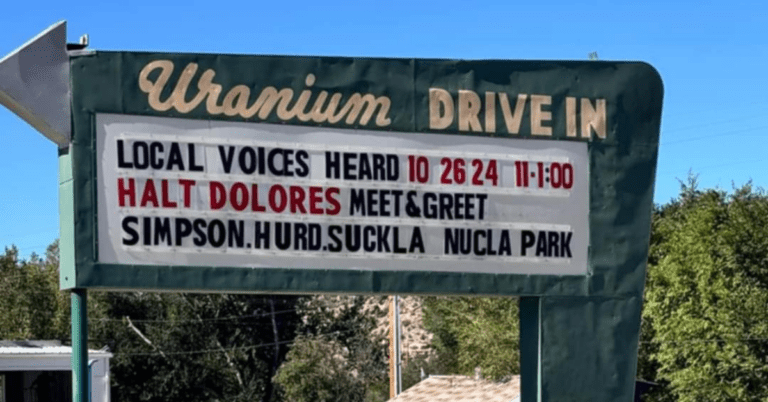 Uranium DRIVE IN
LOCAL VOICES HEARD 10 26 24 11-1:00
HALT DOLORES MEET&GREET
SIMPSON.HURD.SUCKLA NUCLA PARK